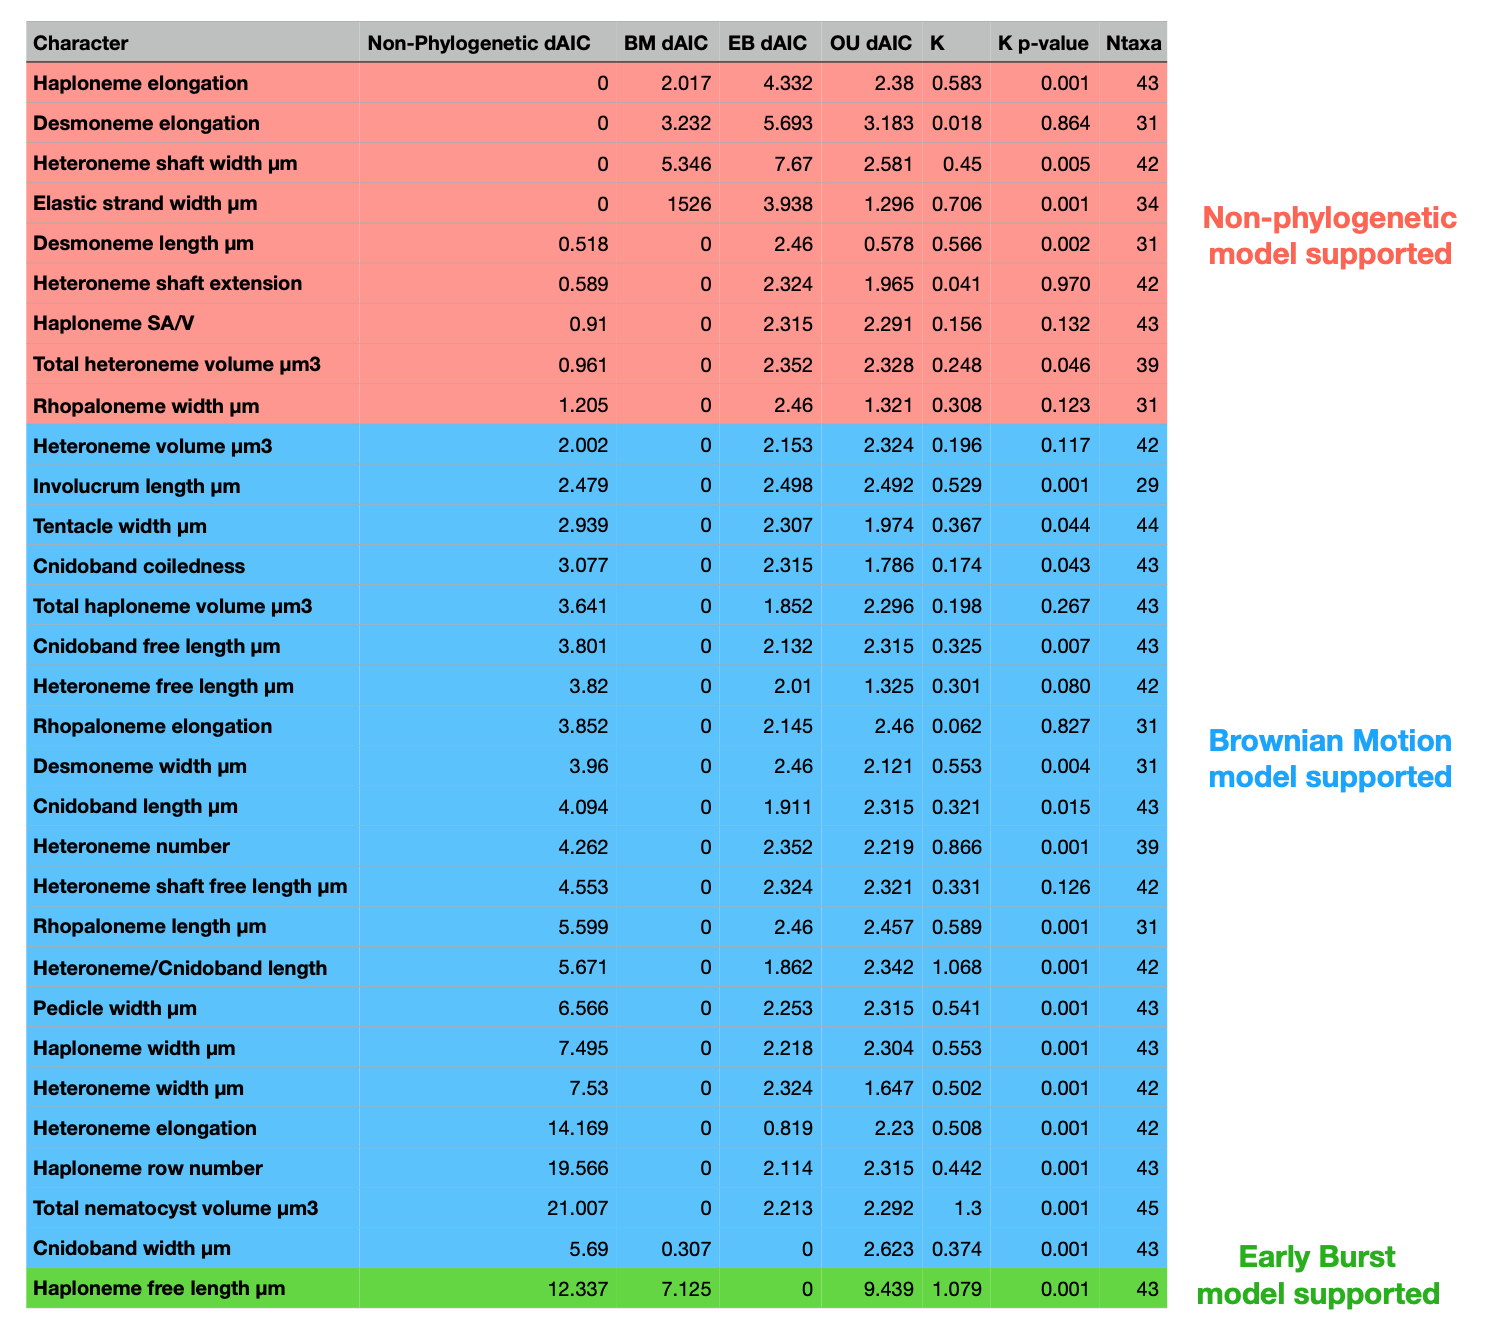 Character Non-Phylogenetic dAIC BM dAIC EB dAIC OU dAIC K K p-value Ntaxa
Haploneme elongation 0 2.017 4.332 2.38 0.583 0.001 43
Desmoneme elongation 0 3.232 5.693 3.183 0.018 0.864 31
Heteroneme shaft width µm 0 5.346 7.67 2.581 0.45 0.005 42
Elastic strand width µm 0 1526 3.938 1.296 0.706 0.001 34
Desmoneme length µm 0.518 0 2.46 0.578 0.566 0.002 31
Heteroneme shaft extension 0.589 0 2.324 1.965 0.041 0.970 42
Haploneme SA/V 0.91 0 2.315 2.291 0.156 0.132 43
Total heteroneme volume µm3 0.961 0 2.352 2.328 0.248 0.046 39
Rhopaloneme width µm 1.205 0 2.46 1.321 0.308 0.123 31
Non-phylogenetic
model supported
Heteroneme volume µm3 2.002 0 2.153 2.324 0.196 0.117 42
Involucrum length µm 2.479 0 2.498 2.492 0.529 0.001 29
Tentacle width µm 2.939 0 2.307 1.974 0.367 0.044 44
Cnidoband coiledness 3.077 0 2.315 1.786 0.174 0.043 43
Total haploneme volume µm3 3.641 0 1.852 2.296 0.198 0.267 43
Cnidoband free length µm 3.801 0 2.132 2.315 0.325 0.007 43
Heteroneme free length µm 3.82 0 2.01 1.325 0.301 0.080 42
Rhopaloneme elongation 3.852 0 2.145 2.46 0.062 0.827 31
Desmoneme width µm 3.96 0 2.46 2.121 0.553 0.004 31
Cnidoband length µm 4.094 0 1.911 2.315 0.321 0.015 43
Heteroneme number 4.262 0 2.352 2.219 0.866 0.001 39
Heteroneme shaft free length µm 4.553 0 2.324 2.321 0.331 0.126 42
Rhopaloneme length µm 5.599 0 2.46 2.457 0.589 0.001 31
Heteroneme/Cnidoband length 5.671 0 1.862 2.342 1.068 0.001 42
Pedicle width µm 6.566 0 2.253 2.315 0.541 0.001 43
Haploneme width µm 7.495 0 2.218 2.304 0.553 0.001 43
Heteroneme width µm 7.53 0 2.324 1.647 0.502 0.001 42
Heteroneme elongation 14.169 0 0.819 2.23 0.508 0.001 42
Haploneme row number 19.566 0 2.114 2.315 0.442 0.001 43
Total nematocyst volume µm3 21.007 0 2.213 2.292 1.3 0.001 45
Cnidoband width µm 5.69 0.307 0 2.623 0.374 0.001 43
Brownian Motion
model supported
Haploneme free length µm 12.337 7.125 0 9.439 1.079 0.001 43
Early Burst
model supported